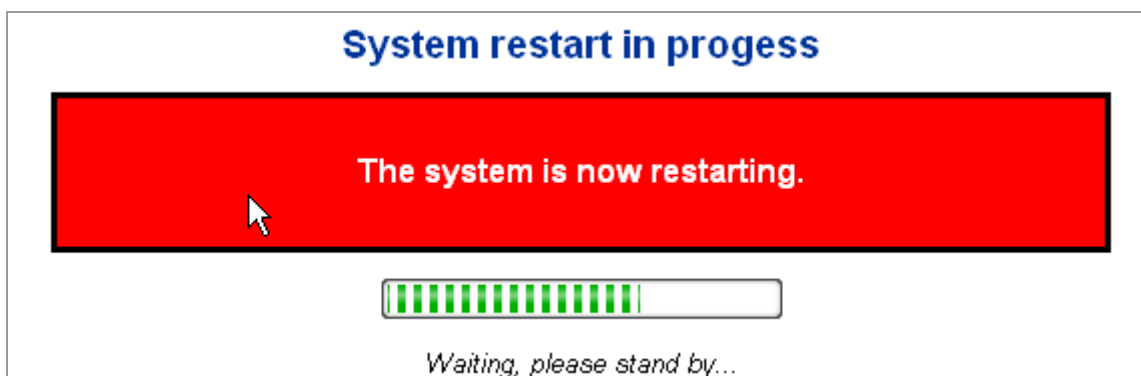 System restart in progess
The system is now restarting.
Waiting, please stand by...